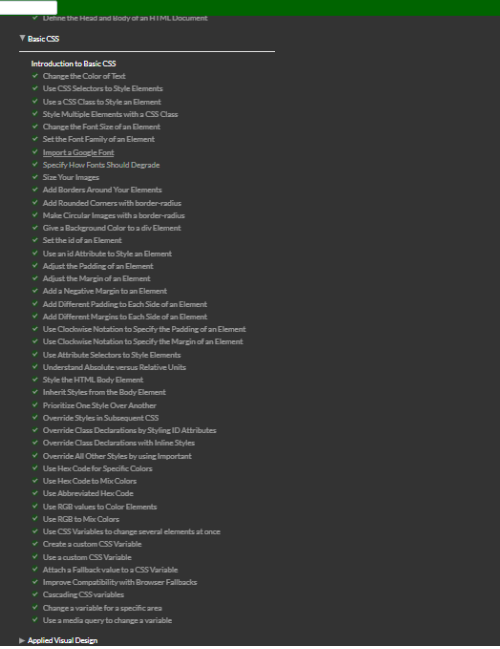 Define the Head and Body of an HTML Document
Basic CSS
Introduction to Basic CSS
Change the Color of Text
Use CSS Selectors to Style Elements
Use a CSS Class to Style an Element
Style Multiple Elements with a CSS Class
Change the Font Size of an Element
Set the Font Family of an Element
Import a Google Font
Specify How Fonts Should Degrade
Size Your Images
Add Borders Around Your Elements
Add Rounded Corners with border-radius
Make Circular Images with a border-radius
Give a Background Color to a div Element
Set the id of an Element
Use an id Attribute to Style an Element
Adjust the Padding of an Element
Adjust the Margin of an Element
Add a Negative Margin to an Element
Add Different Padding to Each Side of an Element
Add Different Margins to Each Side of an Element
Use Clockwise Notation to Specify the Padding of an Element
Use Clockwise Notation to Specify the Margin of an Element
Use Attribute Selectors to Style Elements
Understand Absolute versus Relative Units
Style the HTML Body Element
Inherit Styles from the Body Element
Prioritize One Style Over Another
Override Styles in Subsequent CSS
Override Class Declarations by Styling ID Attributes
Override Class Declarations with Inline Styles
Override All Other Styles by using Important
Use Hex Code for Specific Colors
Use Hex Code to Mix Colors
Use Abbreviated Hex Code
Use RGB values to Color Elements
Use RGB to Mix Colors
Use CSS Variables to change several elements at once
Create a custom CSS Variable
Use a custom CSS Variable
Attach a Fallback value to a CSS Variable
Improve Compatibility with Browser Fallbacks
Cascading CSS variables
Change a variable for a specific area
Use a media query to change a variable
Applied Visual Design